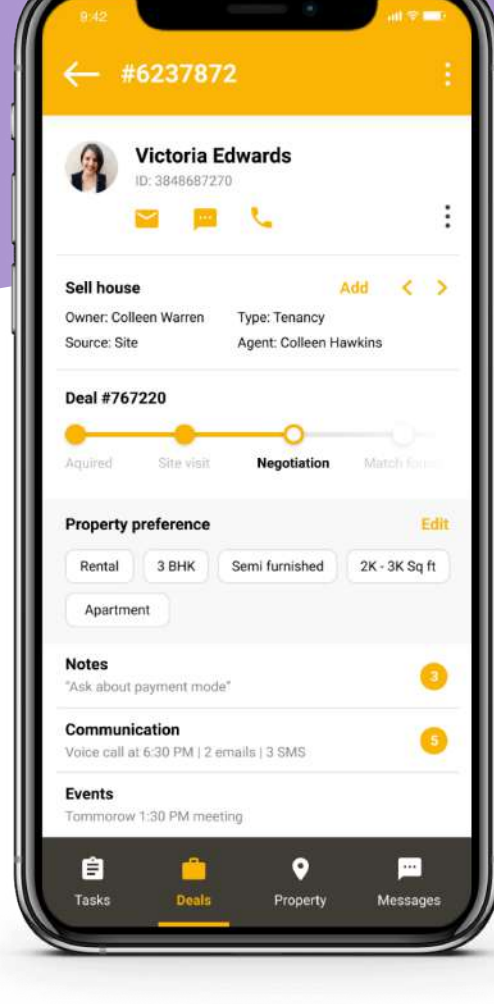 9:42
#6237872
Victoria Edwards
ID: 3848687270
Sell house Add
Owner: Colleen Warren Type: Tenancy
Source: Site Agent: Colleen Hawkins
Deal #767220
Aquired Site visit Negotiation Match
Property preference Edit
Rental 3 BHK Semi furnished 2K - 3K Sq ft
Apartment
Notes
"Ask about payment mode" 3
Communication
Voice call at 6:30 PM | 2 emails | 3 SMS 5
Events
Tommorow 1:30 PM meeting
Tasks Deals Property Messages